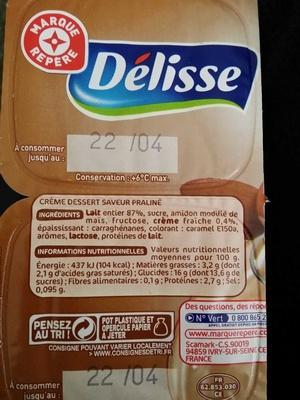 MARQUE
REPÈRE
Délisse
22 /04
A consommer
jusqu'au :
Conservation : +6°C max.
CRÈME DESSERT SAVEUR PRALINÉ
INGRÉDIENTS Lait entier 87%, sucre, amidon modifié de
maïs, fructose, crème fraîche 0,4%,
épaississant : carraghénanes, colorant : caramel E150a,
arômes, lactose, protéines de lait.
INFORMATIONS NUTRITIONNELLES Valeurs nutritionnelles
moyennes pour 100 g.
Énergie : 437 kJ (104 kcal) ; Matières grasses : 3,2 g (dont
2,1 g d'acides gras saturés) ; Glucides : 16 g (dont 13,6 g de
sucres) ; Fibres alimentaires : 0,1 g ; Protéines : 2,7 g ; Sel :
0,095 g.
PENSEZ
AU TRI !
POT PLASTIQUE ET
OPERCULE PAPIER
À JETER
CONSIGNE POUVANT VARIER LOCALEMENT
> WWW.CONSIGNESDETRI.FR
Des questions, des répon
N° Vert 0 800 865 2
www.marquerepere.co
Scamark - C.S.90019
94859 IVRY-SUR-SEINE C
FRANCE
22 /04
A consommer
jusqu'au :
FR
62.853.030
CE